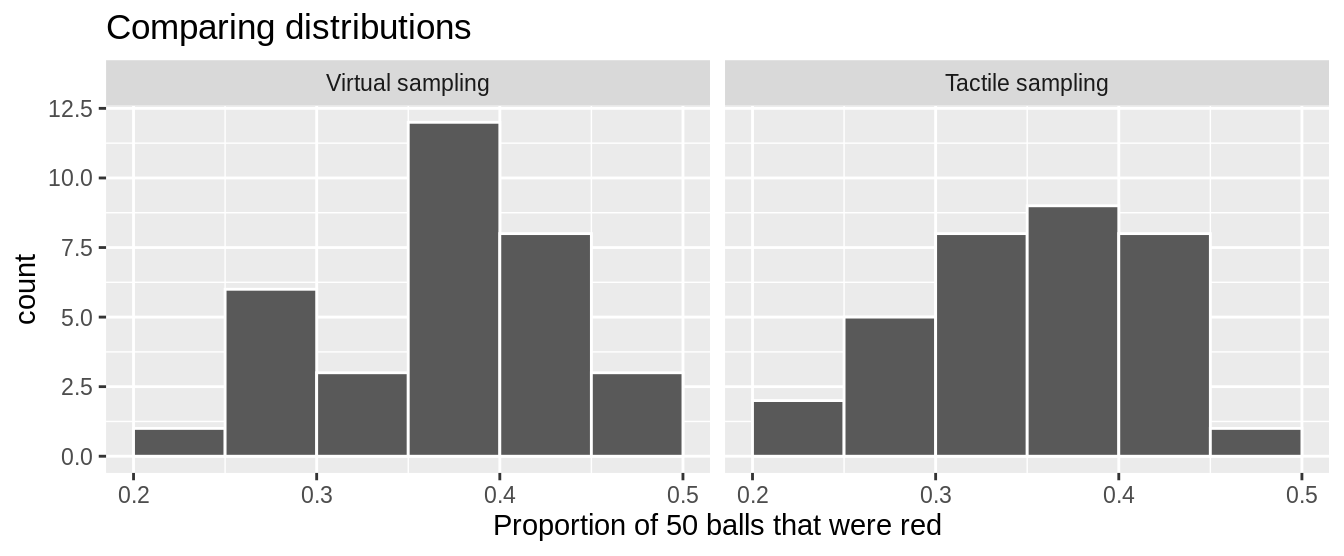 Comparing distributions
Virtual sampling
Tactile sampling
12.5
10.0
7.5
5.0
2.5
0.0
count
0.2 0.3 0.4 0.5
0.2 0.3 0.4 0.5
Proportion of 50 balls that were red